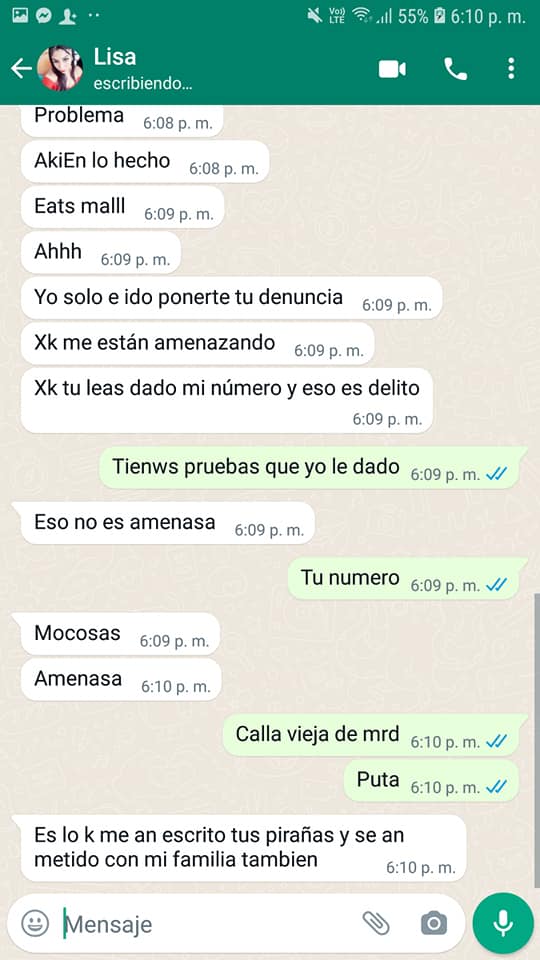 Vo)) LTE 55% 6:10 p. m.
Lisa
escribiendo...
Problema 6:08 p. m.
AkiEn lo hecho 6:08 p. m.
Eats malll 6:09 p. m.
Ahhh 6:09 p. m.
Yo solo e ido ponerte tu denuncia 6:09 p. m.
Xk me están amenazando 6:09 p. m.
Xk tu leas dado mi número y eso es delito
6:09 p. m.
Tienws pruebas que yo le dado 6:09 p. m.
Eso no es amenasa 6:09 p. m.
Tu numero 6:09 p. m.
Mocosas 6:09 p. m.
Amenasa 6:10 p. m.
Calla vieja de mrd 6:10 p. m.
Puta 6:10 p. m.
Es lo k me an escrito tus pirañas y se an
metido con mi familia tambien 6:10 p. m.
Mensaje